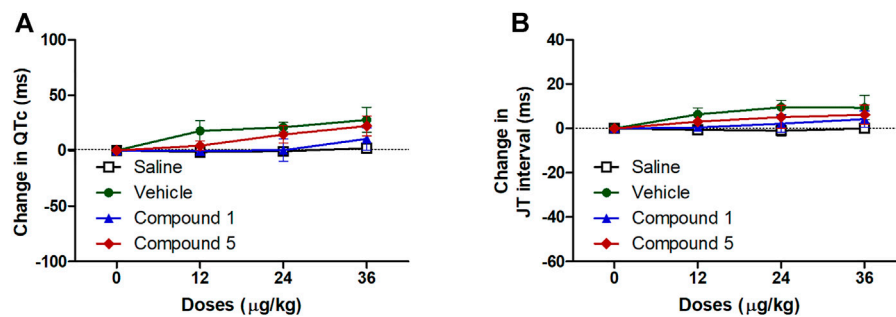 A
Change in QTc (ms)
100
50
0
-50
-100
Saline
Vehicle
Compound 1
Compound 5
0 12 24 36
Doses (μg/kg)
B
Change in
JT interval (ms)
40
20
0
-20
-40
-60
Saline
Vehicle
Compound 1
Compound 5
0 12 24 36
Doses (μg/kg)